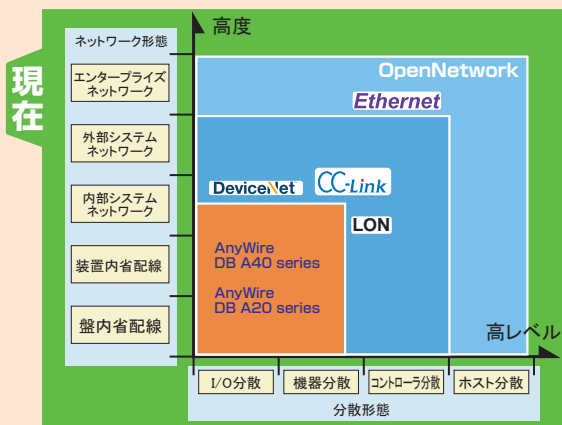 現在
ネットワーク形態
エンタープライズ
ネットワーク
外部システム
ネットワーク
内部システム
ネットワーク
装置内省配線
盤内省配線
高度
OpenNetwork
Ethernet
DeviceNet
CC-Link
LON
AnyWire
DB A40 series
AnyWire
DB A20 series
高レベル
I/O分散
機器分散
コントローラ分散
ホスト分散
分散形態